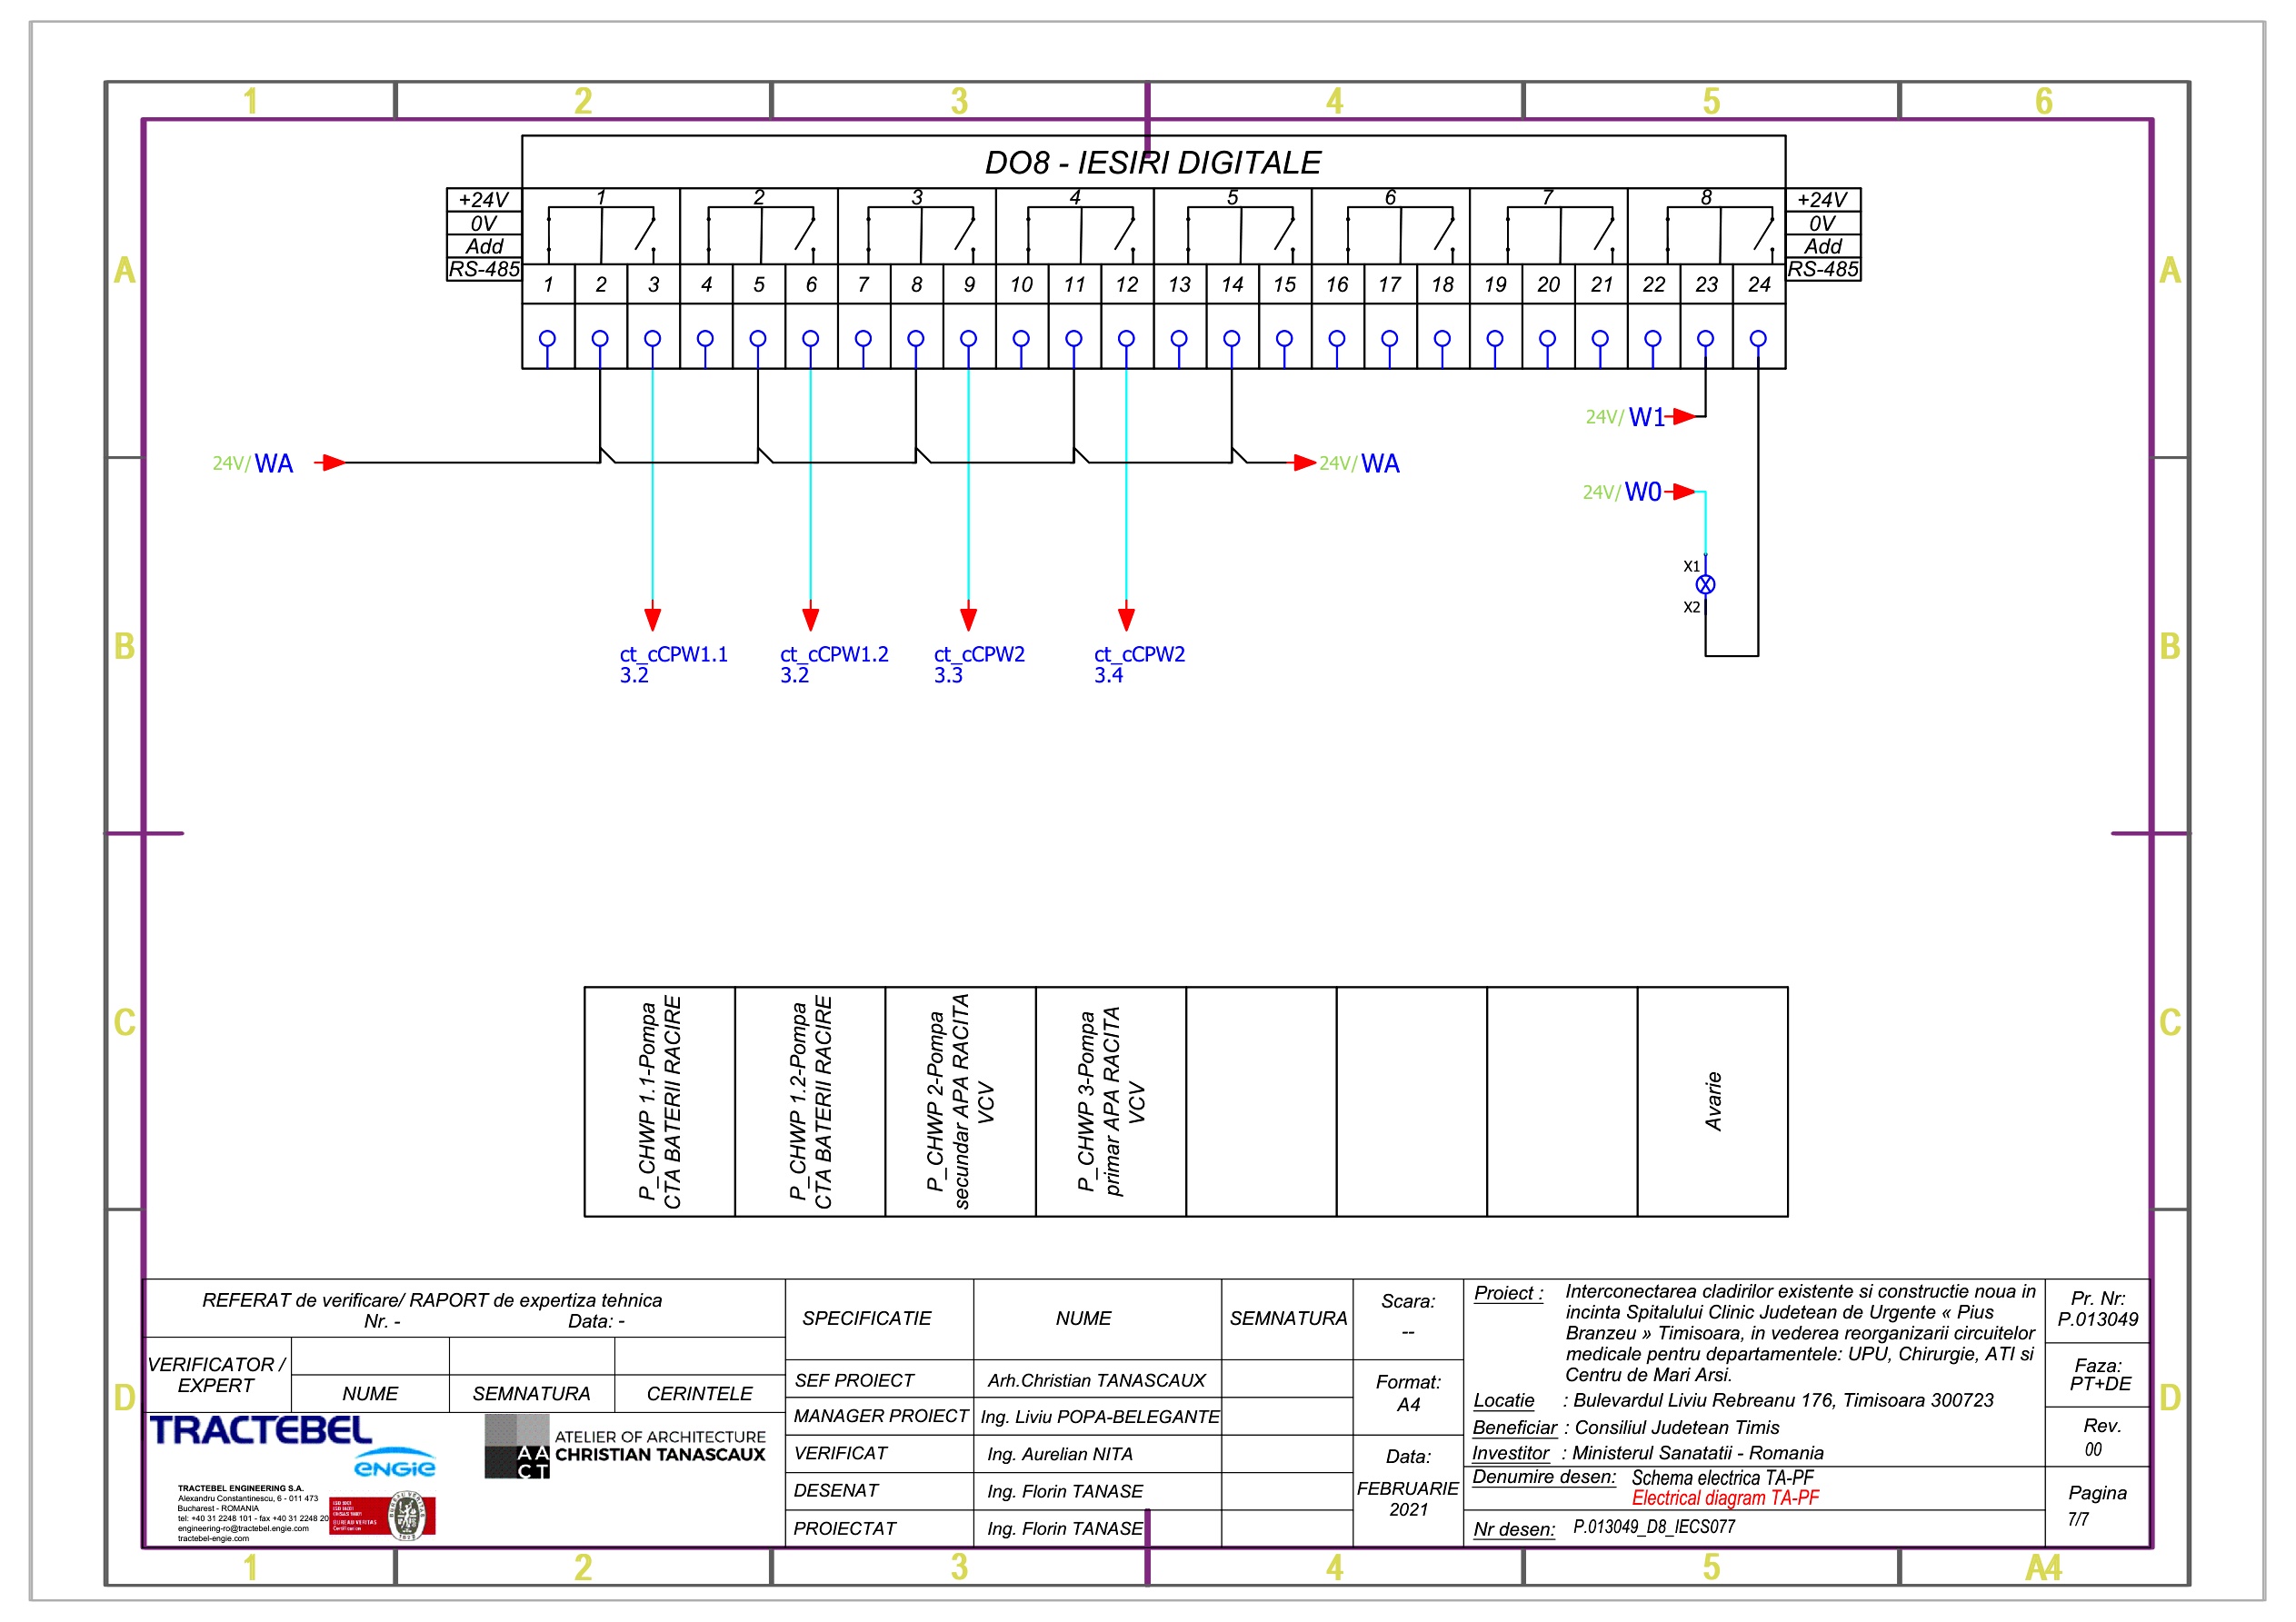 1 2 3 4 5 6
DO8 - IESIRI DIGITALE
+24V 1 2 3 4 5 6 7 8 +24V
0V 0V
Add Add
RS-485 RS-485
1 2 3 4 5 6 7 8 9 10 11 12 13 14 15 16 17 18 19 20 21 22 23 24
A A
24V/ W1
24V/ WA 24V/ WA
24V/ W0
X1
X2
B B
ct_cCPW1.1 ct_cCPW1.2 ct_cCPW2 ct_cCPW2
3.2 3.2 3.3 3.4
C C
P_CHWP 1.1-Pompa
CTA BATERII RACIRE
P_CHWP 1.2-Pompa
CTA BATERII RACIRE
P_CHWP 2-Pompa
secundar APA RACITA
VCV
P_CHWP 3-Pompa
primar APA RACITA
VCV
Avarie
D D
REFERAT de verificare/ RAPORT de expertiza tehnica
Nr. - Data: -
VERIFICATOR /
EXPERT
NUME SEMNATURA CERINTELE
TRACTEBEL
ENGIE
AA
CT
ATELIER OF ARCHITECTURE
CHRISTIAN TANASCAUX
TRACTEBEL ENGINEERING S.A.
Alexandru Constantinescu, 6 - 011 473
Bucharest - ROMANIA
tel: +40 31 2248 101 - fax +40 31 2248 20
engineering-ro@tractebel.engie.com
tractebel-engie.com
BUREAU VERITAS
Certification
SPECIFICATIE NUME SEMNATURA
SEF PROIECT Arh.Christian TANASCAUX
MANAGER PROIECT Ing. Liviu POPA-BELEGANTE
VERIFICAT Ing. Aurelian NITA
DESENAT Ing. Florin TANASE
PROIECTAT Ing. Florin TANASE
Scara:
--
Format:
A4
Data:
FEBRUARIE
2021
Proiect : Interconectarea cladirilor existente si constructie noua in
incinta Spitalului Clinic Judetean de Urgente « Pius
Branzeu » Timisoara, in vederea reorganizarii circuitelor
medicale pentru departamentele: UPU, Chirurgie, ATI si
Centru de Mari Arsi.
Locatie : Bulevardul Liviu Rebreanu 176, Timisoara 300723
Beneficiar : Consiliul Judetean Timis
Investitor : Ministerul Sanatatii - Romania
Denumire desen: Schema electrica TA-PF
Electrical diagram TA-PF
Nr desen: P.013049_D8_IECS077
Pr. Nr:
P.013049
Faza:
PT+DE
Rev.
00
Pagina
7/7
1 2 3 4 5 A4